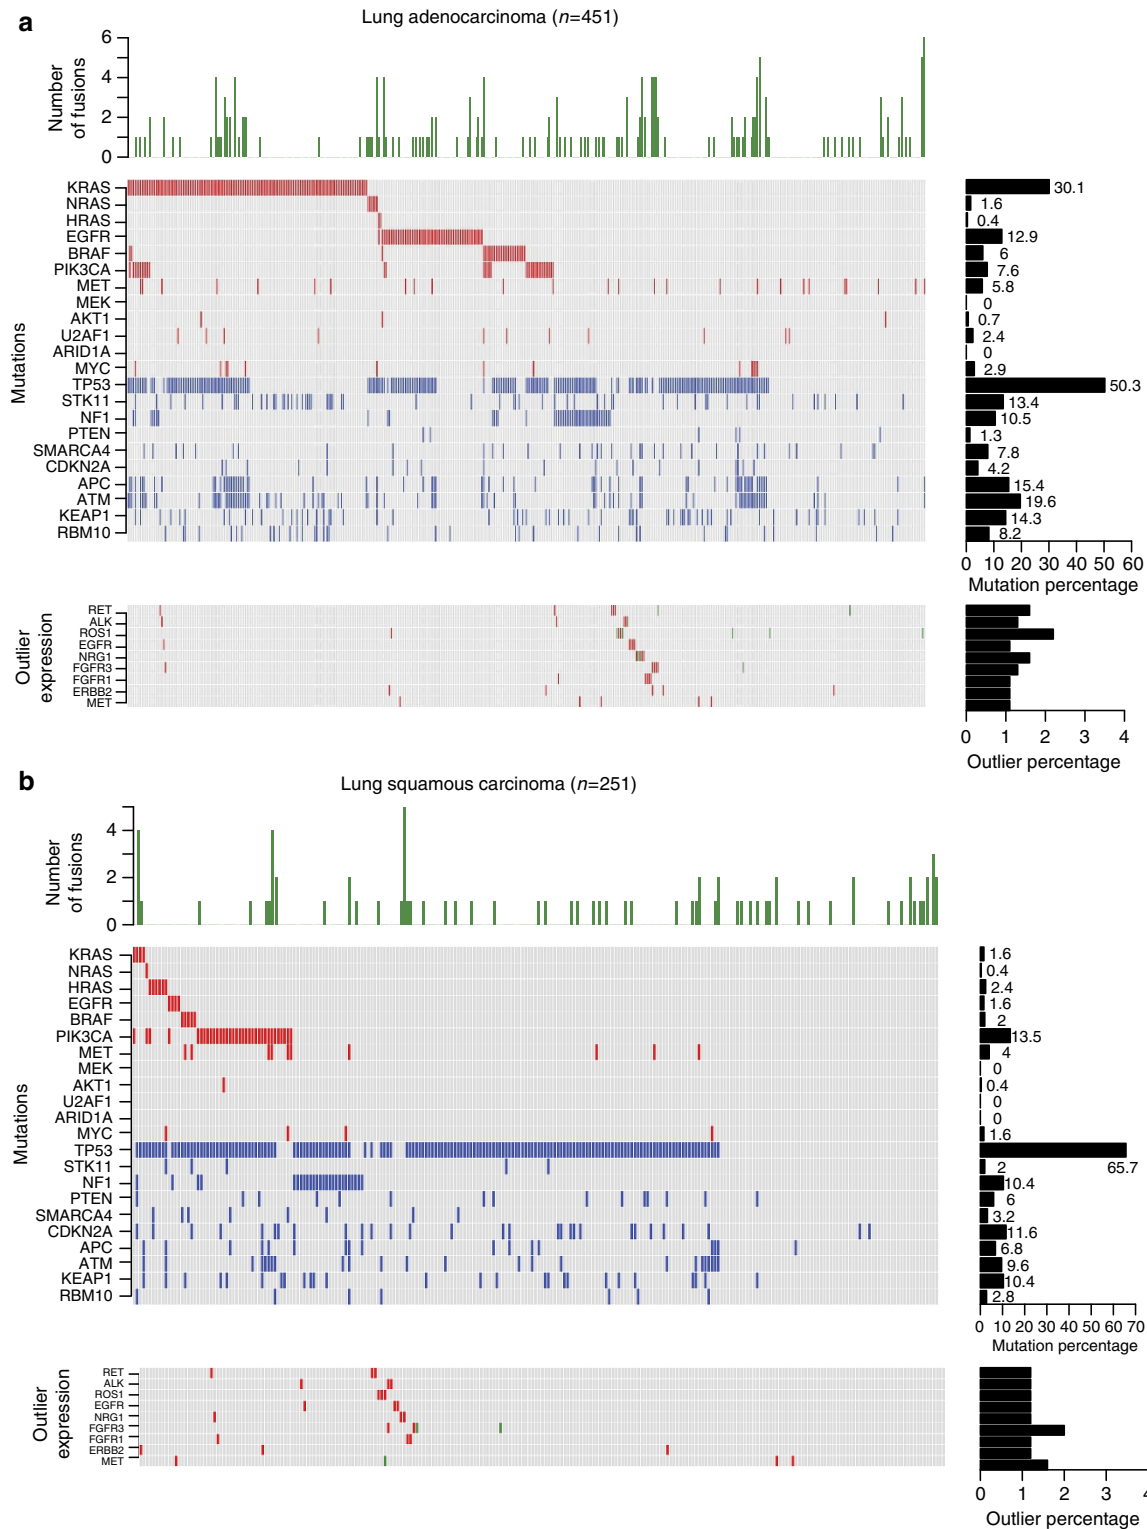 a
Lung adenocarcinoma (n=451)
Number
of fusions
6
4
2
0
Mutations
KRAS 30.1
NRAS 1.6
HRAS 0.4
EGFR 12.9
BRAF 6
PIK3CA 7.6
MET 5.8
MEK 0
AKT1 0.7
U2AF1 2.4
ARID1A 0
MYC 2.9
TP53 50.3
STK11 13.4
NF1 10.5
PTEN 1.3
SMARCA4 7.8
CDKN2A 4.2
APC 15.4
ATM 19.6
KEAP1 14.3
RBM10 8.2
0 10 20 30 40 50 60
Mutation percentage
Outlier
expression
RET
ALK
ROS1
EGFR
NRG1
FGFR3
FGFR1
ERBB2
MET
0 1 2 3 4
Outlier percentage
b
Lung squamous carcinoma (n=251)
Number
of fusions
4
2
0
Mutations
KRAS 1.6
NRAS 0.4
HRAS 2.4
EGFR 1.6
BRAF 2
PIK3CA 13.5
MET 4
MEK 0
AKT1 0.4
U2AF1 0
ARID1A 0
MYC 1.6
TP53 65.7
STK11 2
NF1 10.4
PTEN 6
SMARCA4 3.2
CDKN2A 11.6
APC 6.8
ATM 9.6
KEAP1 10.4
RBM10 2.8
0 10 20 30 40 50 60 70
Mutation percentage
Outlier
expression
RET
ALK
ROS1
EGFR
NRG1
FGFR3
FGFR1
ERBB2
MET
0 1 2 3 4
Outlier percentage